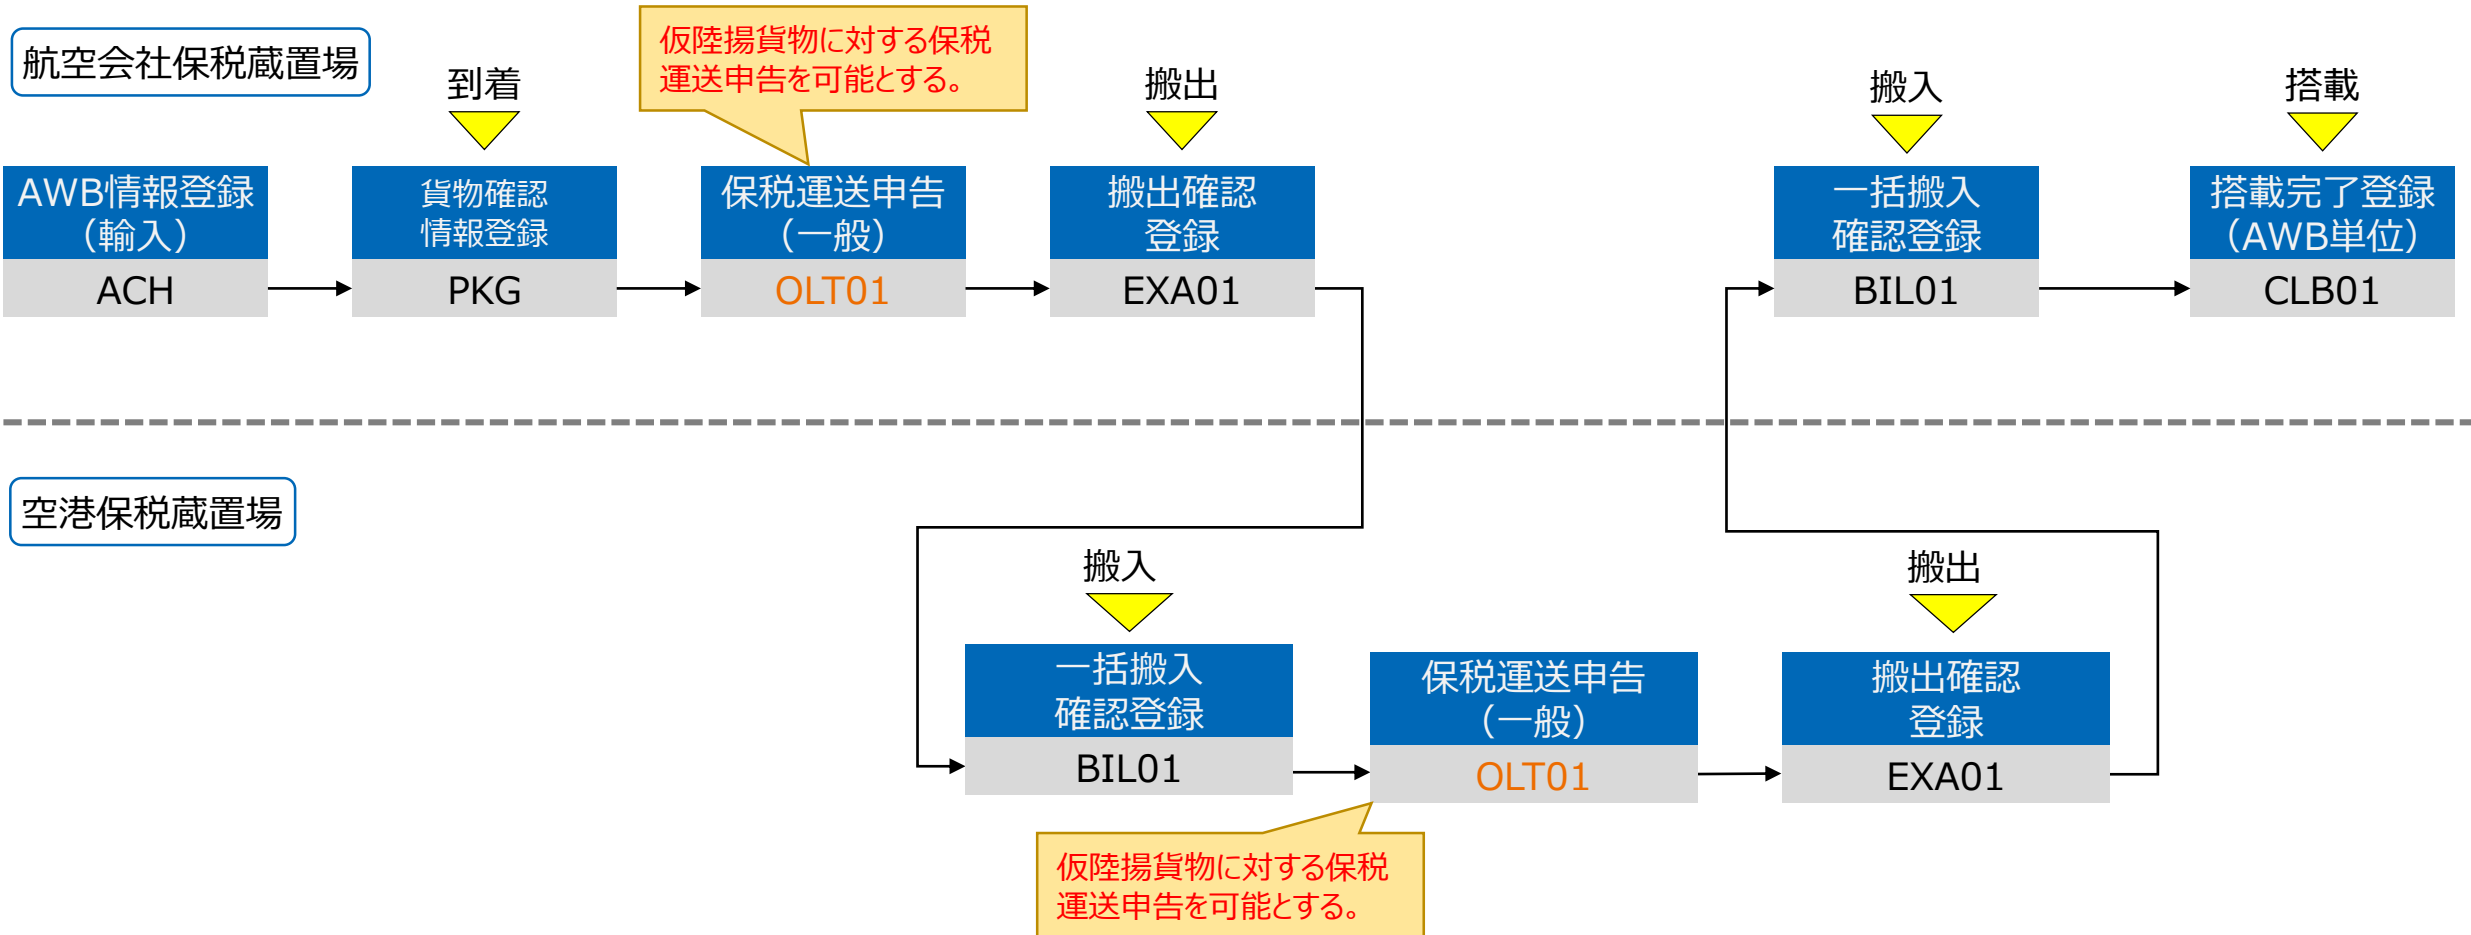 航空会社保税蔵置場
到着
仮陸揚貨物に対する保税
運送申告を可能とする。
搬出
搬入
搭載
AWB情報登録
（輸入）
ACH
貨物確認
情報登録
PKG
保税運送申告
（一般）
OLT01
搬出確認
登録
EXA01
一括搬入
確認登録
BIL01
搭載完了登録
（AWB単位）
CLB01
空港保税蔵置場
搬入
搬出
一括搬入
確認登録
BIL01
保税運送申告
（一般）
OLT01
搬出確認
登録
EXA01
仮陸揚貨物に対する保税
運送申告を可能とする。